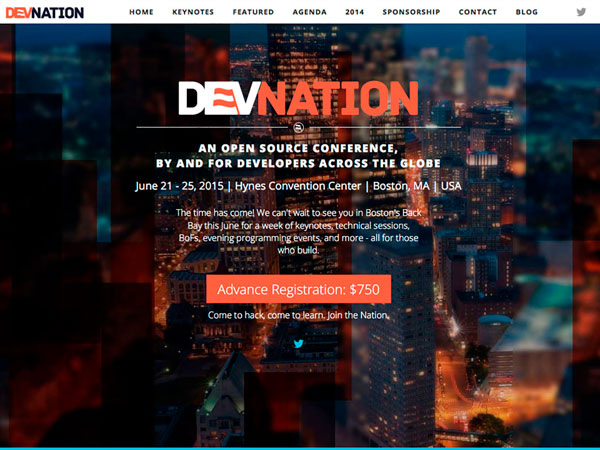 DEVNATION
HOME KEYNOTES FEATURED AGENDA 2014 SPONSORSHIP CONTACT BLOG
DEVNATION
AN OPEN SOURCE CONFERENCE,
BY AND FOR DEVELOPERS ACROSS THE GLOBE
June 21 - 25, 2015 | Hynes Convention Center | Boston, MA | USA
The time has come! We can't wait to see you in Boston's Back
Bay this June for a week of keynotes, technical sessions,
BoFs, evening programming events, and more - all for those
who build.
Advance Registration: $750
Come to hack, come to learn. Join the Nation.